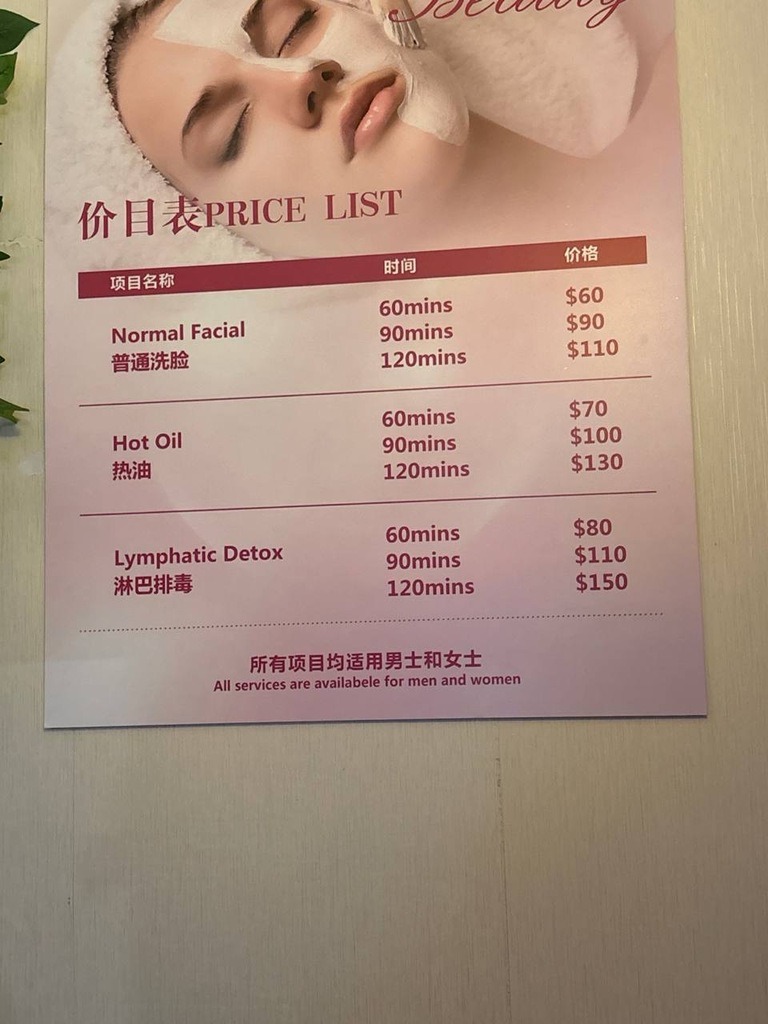 Beauty
价目表PRICE LIST
项目名称 时间 价格
60mins $60
Normal Facial 90mins $90
普通洗脸 120mins $110
60mins $70
Hot Oil 90mins $100
热油 120mins $130
60mins $80
Lymphatic Detox 90mins $110
淋巴排毒 120mins $150
所有项目均适用男士和女士
All services are availabele for men and women